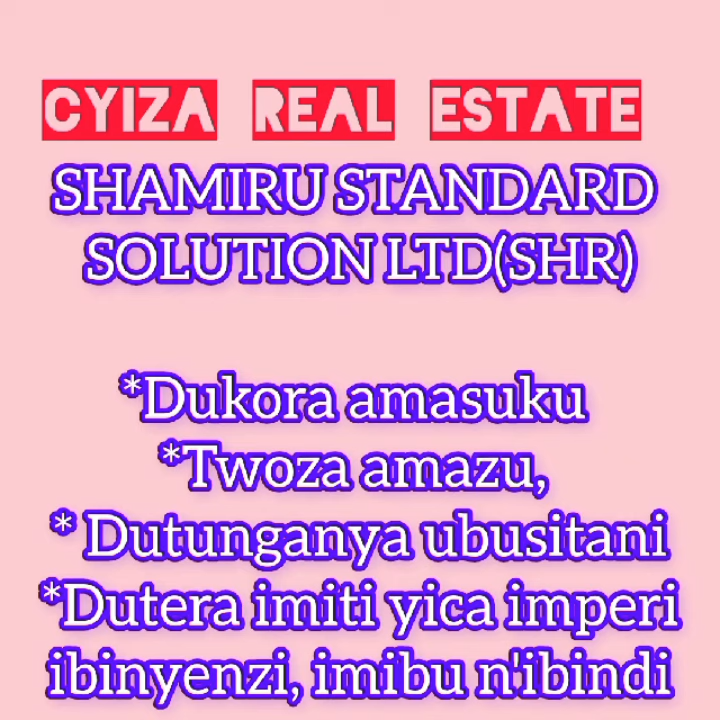 CYIZA REAL ESTATE
SHAMIRU STANDARD
SOLUTION LTD(SHR)
*Dukora amasuku
*Twoza amazu,
* Dutunganya ubusitani
*Dutera imiti yica imperi
ibinyenzi, imibu n'ibindi